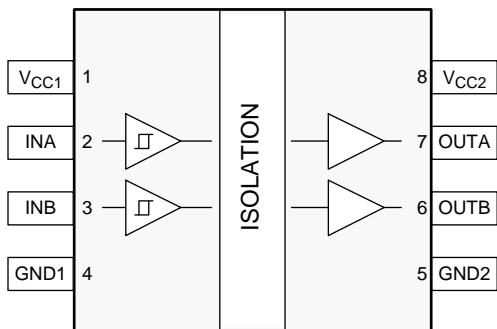 VCC1 1 8 VCC2
INA 2 7 OUTA
INB 3 6 OUTB
GND1 4 5 GND2
ISOLATION